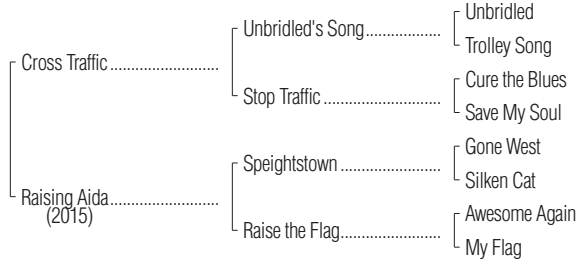 Unbridled
Unbridled's Song
Trolley Song
Cross Traffic
Cure the Blues
Stop Traffic
Save My Soul
Gone West
Speightstown
Silken Cat
Raising Aida
(2015)
Awesome Again
Raise the Flag
My Flag